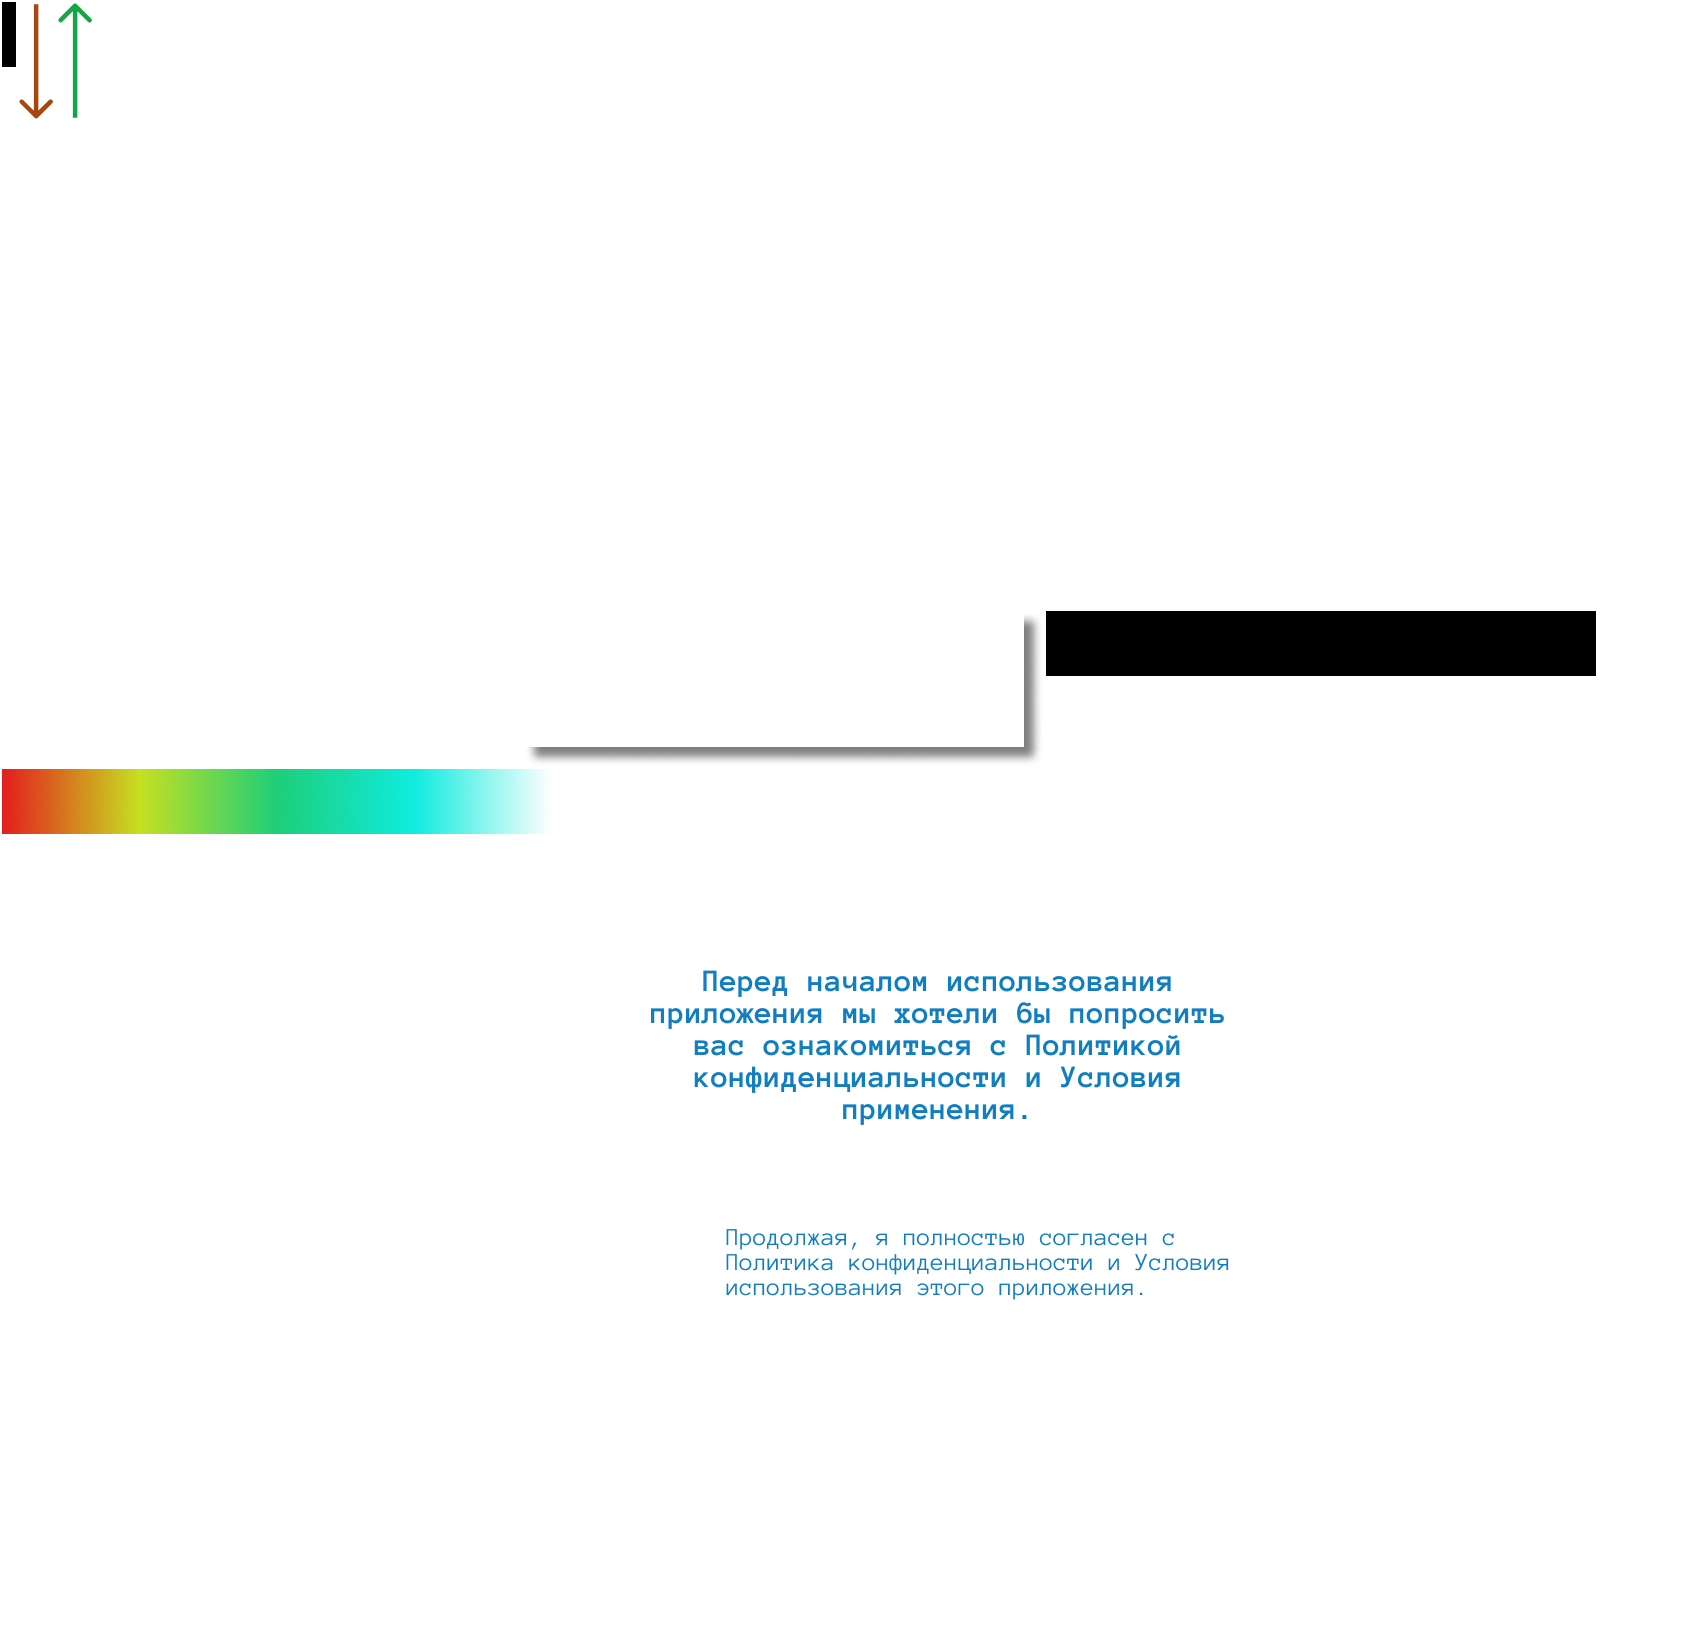 Перед началом использования
приложения мы хотели бы попросить
вас ознакомиться с Политикой
конфиденциальности и Условия
применения.
Продолжая, я полностью согласен с
Политика конфиденциальности и Условия
использования этого приложения.